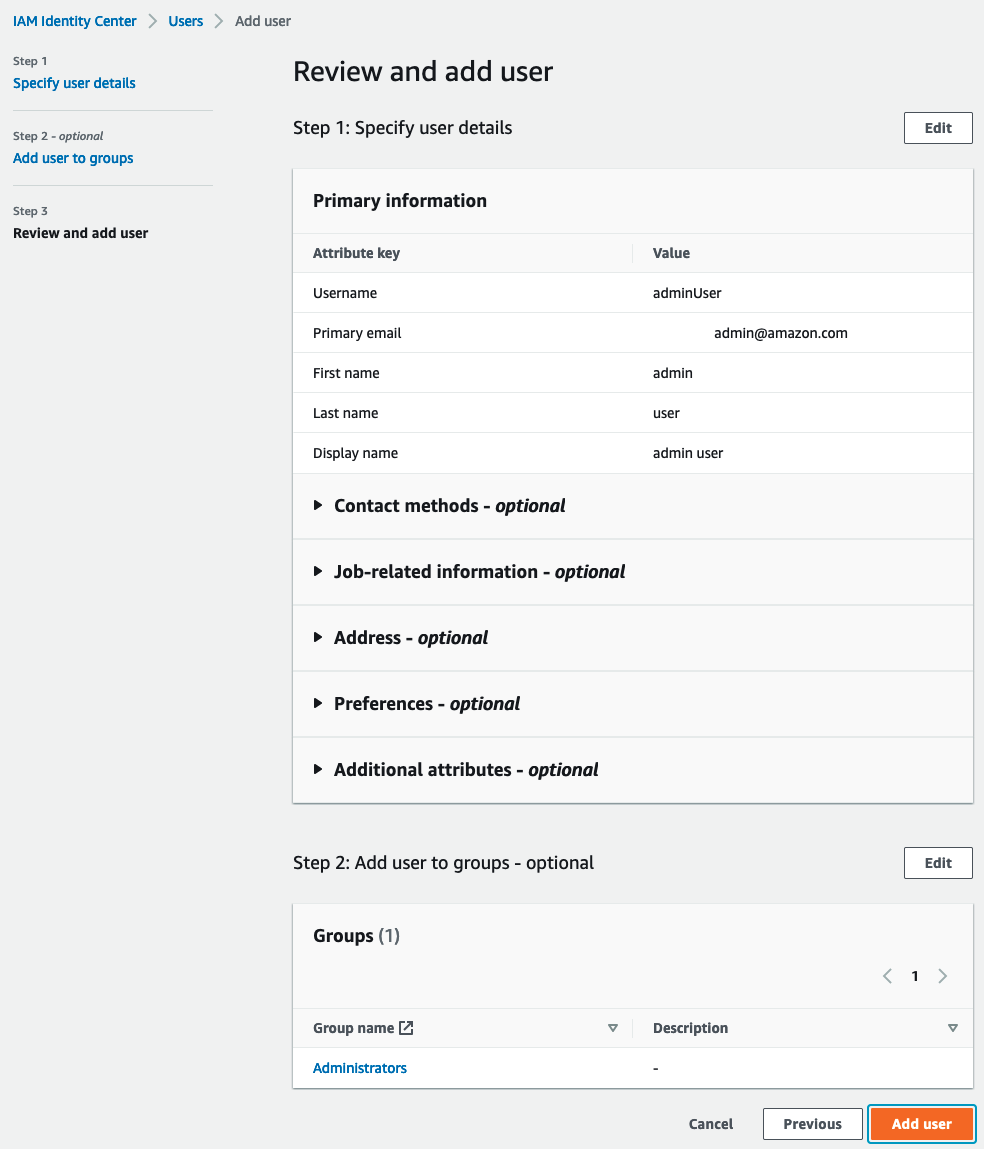 IAM Identity Center > Users > Add user
Step 1
Specify user details
Step 2 - optional
Add user to groups
Step 3
Review and add user
Review and add user
Step 1: Specify user details
Edit
Primary information
Attribute key Value
Username adminUser
Primary email admin@amazon.com
First name admin
Last name user
Display name admin user
Contact methods - optional
Job-related information - optional
Address - optional
Preferences - optional
Additional attributes - optional
Step 2: Add user to groups - optional
Edit
Groups (1)
< 1 >
Group name Description
Administrators -
Cancel Previous Add user